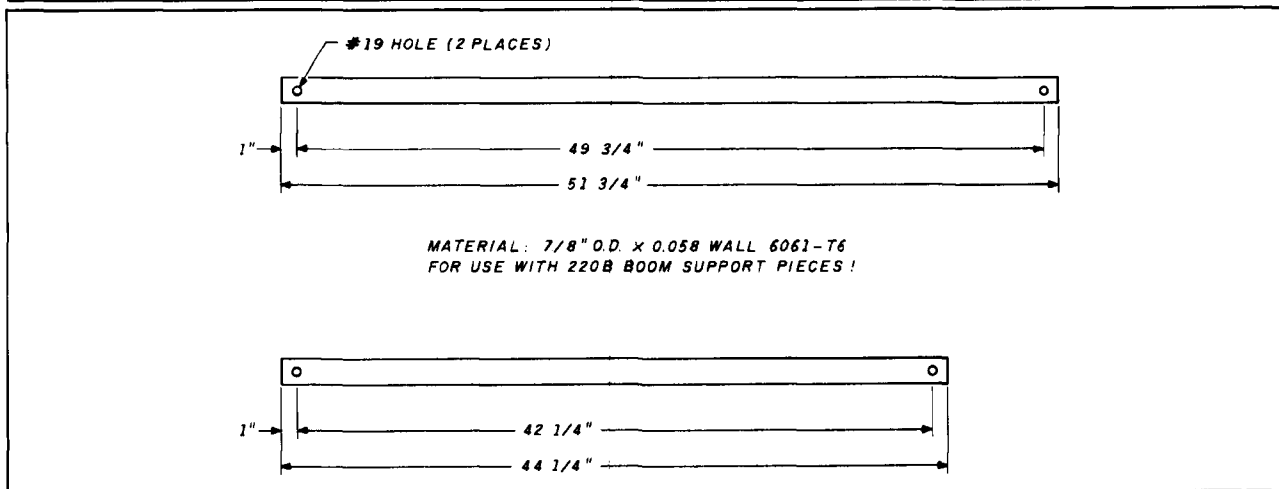 #19 HOLE (2 PLACES)
1"
49 3/4"
51 3/4"
MATERIAL: 7/8" O.D. × 0.058 WALL 6061-T6
FOR USE WITH 220B BOOM SUPPORT PIECES!
1"
42 1/4"
44 1/4"